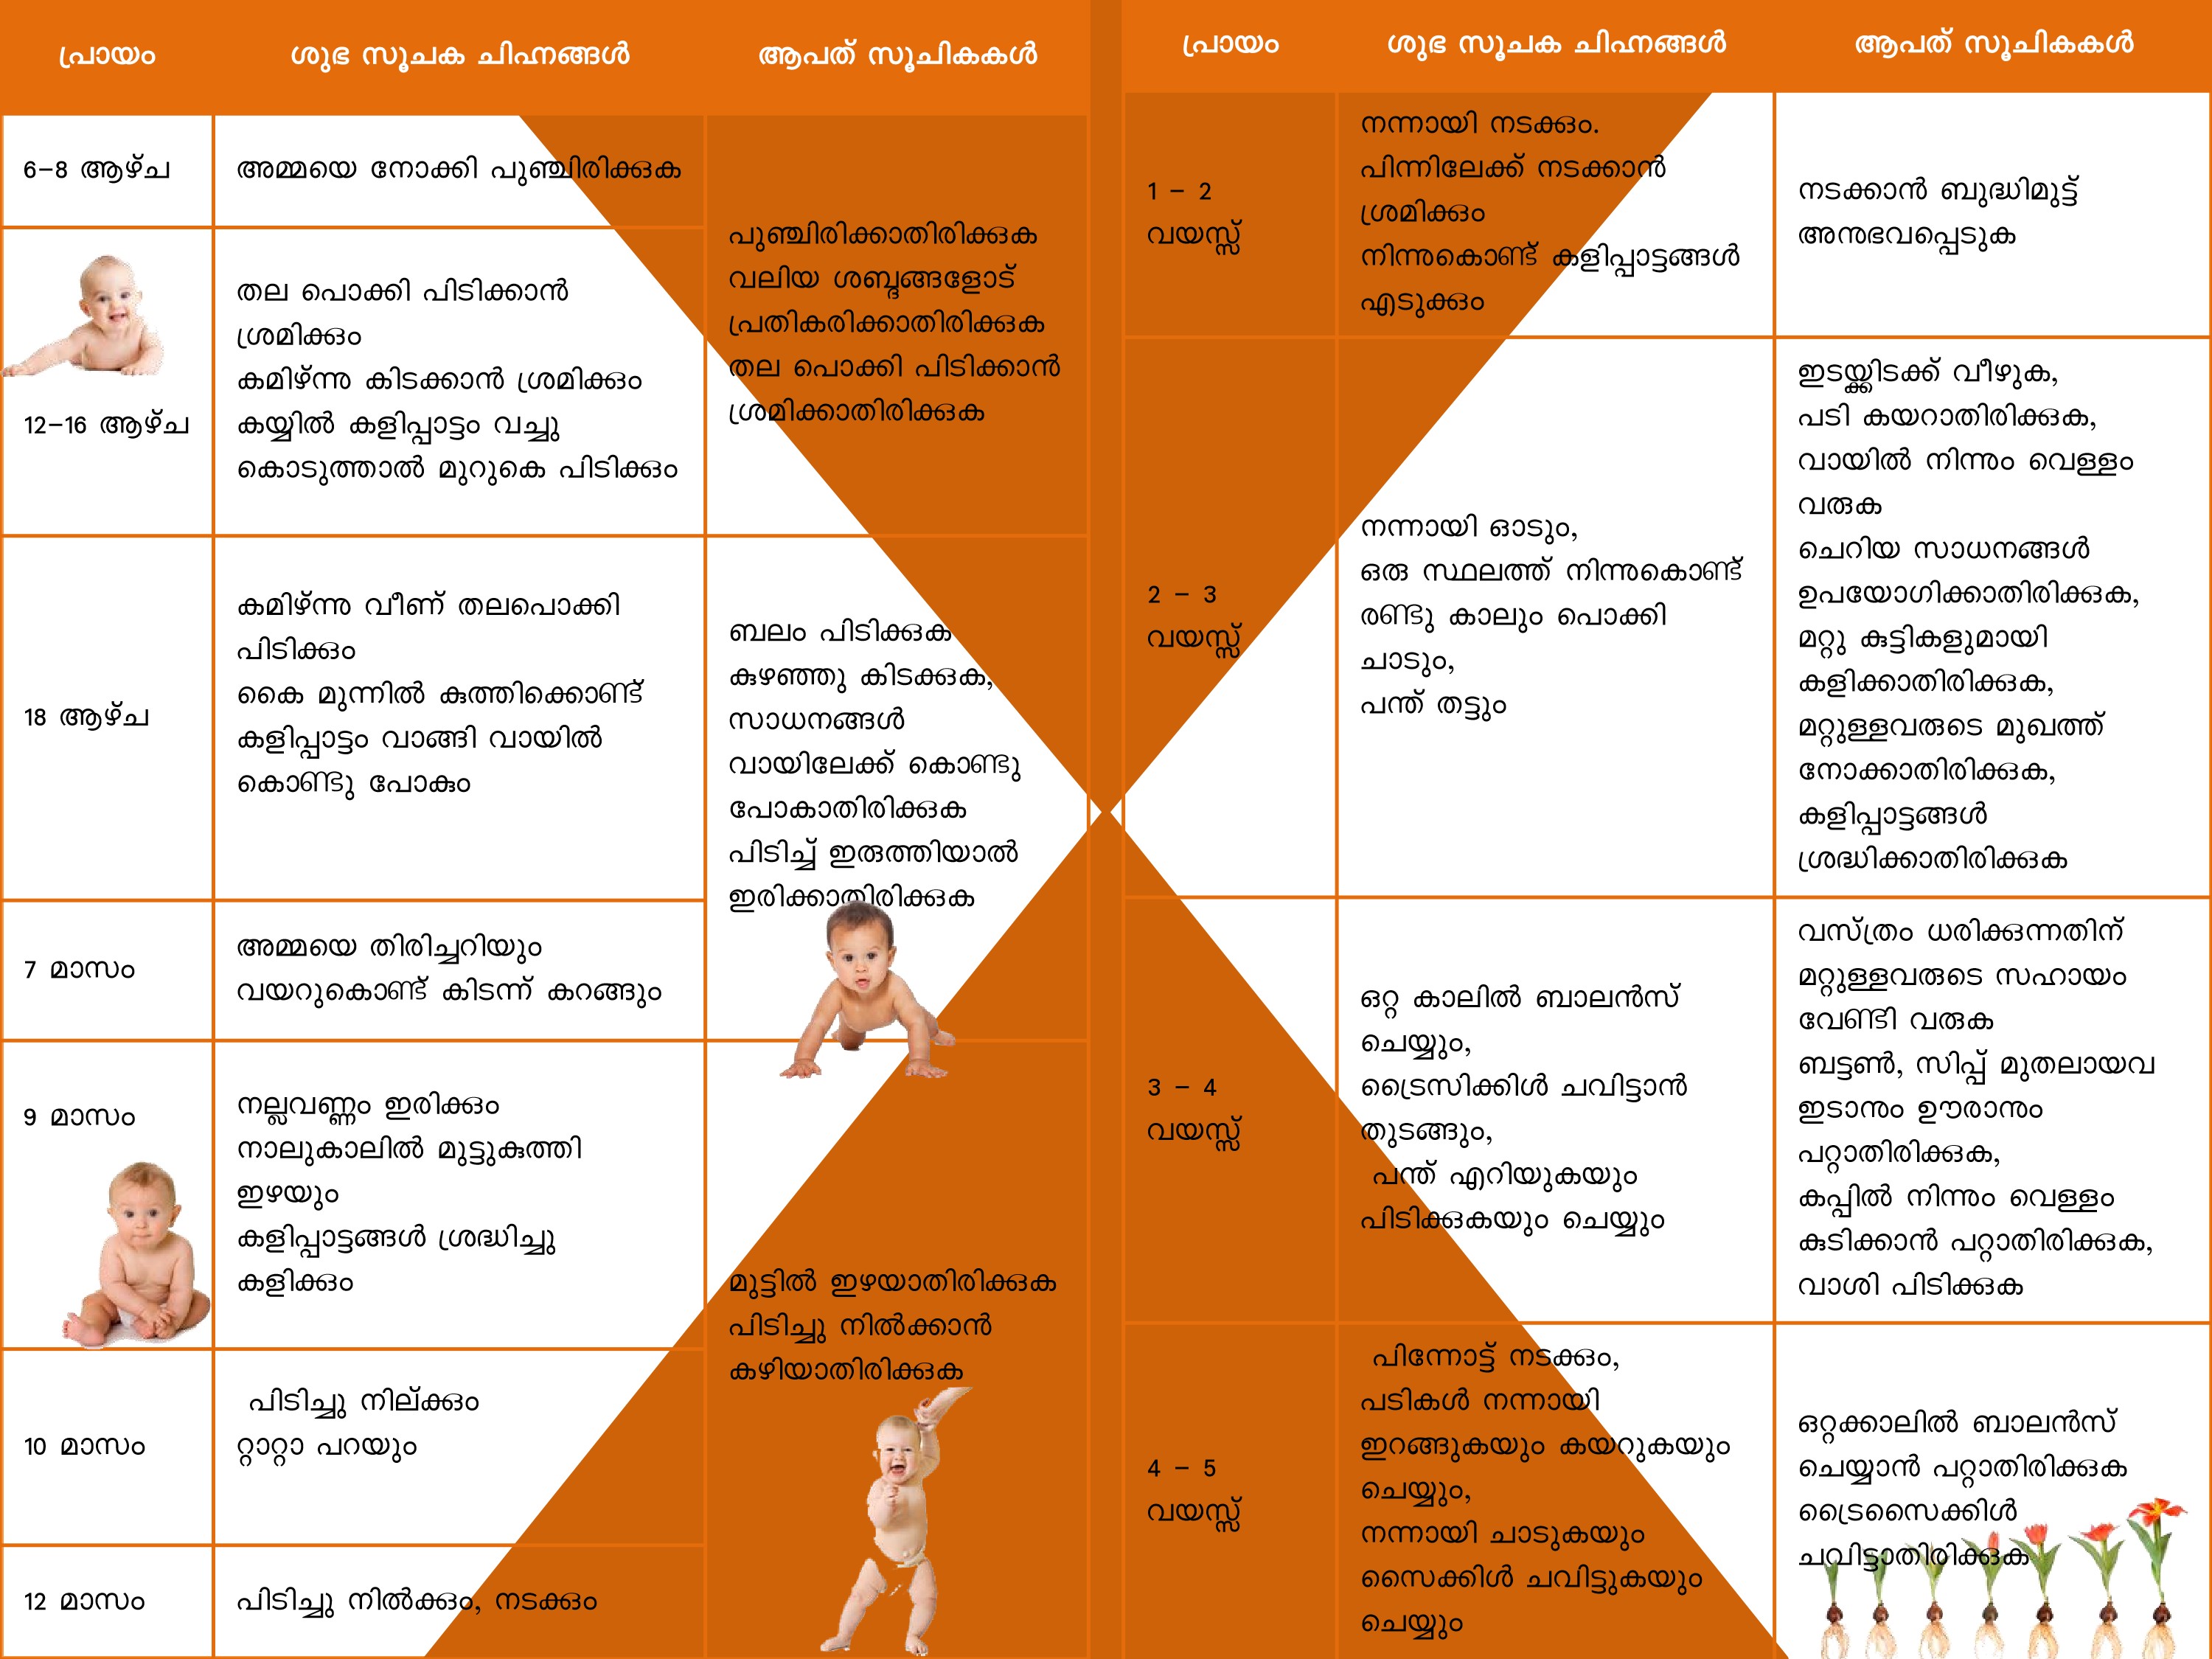 പ്രായം
ശുഭ സൂചക ചിഹ്നങ്ങൾ
ആപത് സൂചികകൾ
6-8 ആഴ്ച
അമ്മയെ നോക്കി പുഞ്ചിരിക്കുക
12-16 ആഴ്ച
തല പൊക്കി പിടിക്കാൻ
ശ്രമിക്കും
കമിഴ്ന്നു കിടക്കാൻ ശ്രമിക്കും
കയ്യിൽ കളിപ്പാട്ടം വച്ചു
കൊടുത്താൽ മുറുകെ പിടിക്കും
പുഞ്ചിരിക്കാതിരിക്കുക
വലിയ ശബ്ദങ്ങളോട്
പ്രതികരിക്കാതിരിക്കുക
തല പൊക്കി പിടിക്കാൻ
ശ്രമിക്കാതിരിക്കുക
18 ആഴ്ച
കമിഴ്ന്നു വീണ് തലപൊക്കി
പിടിക്കും
കൈ മുന്നിൽ കുത്തിക്കൊണ്ട്
കളിപ്പാട്ടം വാങ്ങി വായിൽ
കൊണ്ടു പോകും
ബലം പിടിക്കുക
കുഴഞ്ഞു കിടക്കുക,
സാധനങ്ങൾ
വായിലേക്ക് കൊണ്ടു
പോകാതിരിക്കുക
പിടിച്ച് ഇരുത്തിയാൽ
ഇരിക്കാതിരിക്കുക
7 മാസം
അമ്മയെ തിരിച്ചറിയും
വയറുകൊണ്ട് കിടന്ന് കറങ്ങും
9 മാസം
നല്ലവണ്ണം ഇരിക്കും
നാലുകാലിൽ മുട്ടുകുത്തി
ഇഴയും
കളിപ്പാട്ടങ്ങൾ ശ്രദ്ധിച്ചു
കളിക്കും
മുട്ടിൽ ഇഴയാതിരിക്കുക
പിടിച്ചു നിൽക്കാൻ
കഴിയാതിരിക്കുക
10 മാസം
പിടിച്ചു നില്ക്കും
റ്റാറ്റാ പറയും
12 മാസം
പിടിച്ചു നിൽക്കും, നടക്കും
പ്രായം
ശുഭ സൂചക ചിഹ്നങ്ങൾ
ആപത് സൂചികകൾ
1 - 2
വയസ്സ്
നന്നായി നടക്കും.
പിന്നിലേക്ക് നടക്കാൻ
ശ്രമിക്കും
നിന്നുകൊണ്ട് കളിപ്പാട്ടങ്ങൾ
എടുക്കും
നടക്കാൻ ബുദ്ധിമുട്ട്
അനുഭവപ്പെടുക
2 - 3
വയസ്സ്
നന്നായി ഓടും,
ഒരു സ്ഥലത്ത് നിന്നുകൊണ്ട്
രണ്ടു കാലും പൊക്കി
ചാടും,
പന്ത് തട്ടും
ഇടയ്ക്കിടക്ക് വീഴുക,
പടി കയറാതിരിക്കുക,
വായിൽ നിന്നും വെള്ളം
വരുക
ചെറിയ സാധനങ്ങൾ
ഉപയോഗിക്കാതിരിക്കുക,
മറ്റു കുട്ടികളുമായി
കളിക്കാതിരിക്കുക,
മറ്റുള്ളവരുടെ മുഖത്ത്
നോക്കാതിരിക്കുക,
കളിപ്പാട്ടങ്ങൾ
ശ്രദ്ധിക്കാതിരിക്കുക
3 - 4
വയസ്സ്
ഒറ്റ കാലിൽ ബാലൻസ്
ചെയ്യും,
ട്രൈസിക്കിൾ ചവിട്ടാൻ
തുടങ്ങും,
പന്ത് എറിയുകയും
പിടിക്കുകയും ചെയ്യും
വസ്ത്രം ധരിക്കുന്നതിന്
മറ്റുള്ളവരുടെ സഹായം
വേണ്ടി വരുക
ബട്ടൺ, സിപ്പ് മുതലായവ
ഇടാനും ഊരാനും
പറ്റാതിരിക്കുക,
കപ്പിൽ നിന്നും വെള്ളം
കുടിക്കാൻ പറ്റാതിരിക്കുക,
വാശി പിടിക്കുക
4 - 5
വയസ്സ്
പിന്നോട്ട് നടക്കും,
പടികൾ നന്നായി
ഇറങ്ങുകയും കയറുകയും
ചെയ്യും,
നന്നായി ചാടുകയും
സൈക്കിൾ ചവിട്ടുകയും
ചെയ്യും
ഒറ്റക്കാലിൽ ബാലൻസ്
ചെയ്യാൻ പറ്റാതിരിക്കുക
ട്രൈസൈക്കിൾ
ചവിട്ടാതിരിക്കുക